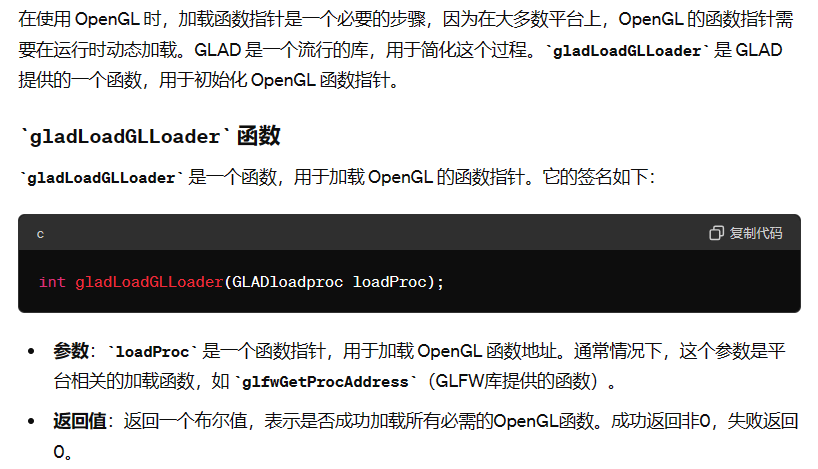 在使用 OpenGL 时，加载函数指针是一个必要的步骤，因为在大多数平台上，OpenGL 的函数指针需
要在运行时动态加载。GLAD 是一个流行的库，用于简化这个过程。`gladLoadGLLoader` 是 GLAD
提供的一个函数，用于初始化 OpenGL 函数指针。
`gladLoadGLLoader` 函数
`gladLoadGLLoader` 是一个函数，用于加载 OpenGL 的函数指针。它的签名如下：
c
复制代码
int gladLoadGLLoader(GLADloadproc loadProc);
• 参数：`loadProc` 是一个函数指针，用于加载 OpenGL 函数地址。通常情况下，这个参数是平
台相关的加载函数，如 `glfwGetProcAddress`（GLFW库提供的函数）。
• 返回值：返回一个布尔值，表示是否成功加载所有必需的OpenGL函数。成功返回非0，失败返回
0。